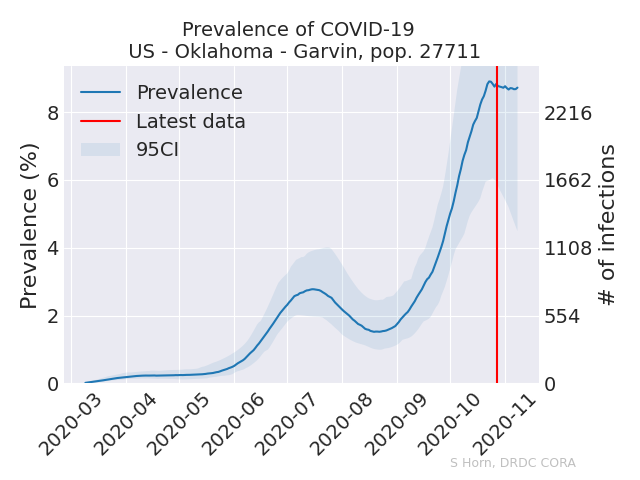 Prevalence of COVID-19
US - Oklahoma - Garvin, pop. 27711
Prevalence
Latest data
95CI
Prevalence (%)
8
6
4
2
0
2216
1662
1108
554
0
# of infections
2020-03
2020-04
2020-05
2020-06
2020-07
2020-08
2020-09
2020-10
2020-11
S Horn, DRDC CORA